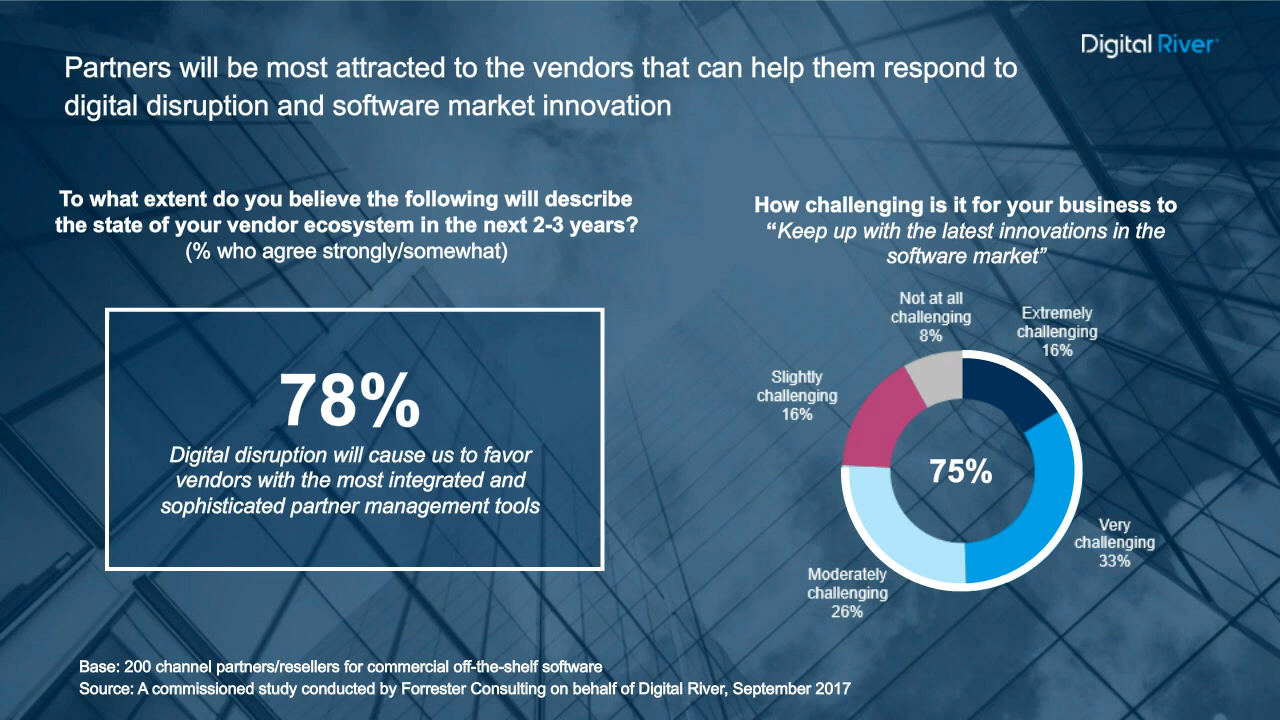 Digital River
Partners will be most attracted to the vendors that can help them respond to
digital disruption and software market innovation
To what extent do you believe the following will describe
the state of your vendor ecosystem in the next 2-3 years?
(% who agree strongly/somewhat)
78%
Digital disruption will cause us to favor
vendors with the most integrated and
sophisticated partner management tools
How challenging is it for your business to
“Keep up with the latest innovations in the
software market”
Not at all
challenging
8%
Extremely
challenging
16%
Slightly
challenging
16%
75%
Very
challenging
33%
Moderately
challenging
26%
Base: 200 channel partners/resellers for commercial off-the-shelf software
Source: A commissioned study conducted by Forrester Consulting on behalf of Digital River, September 2017